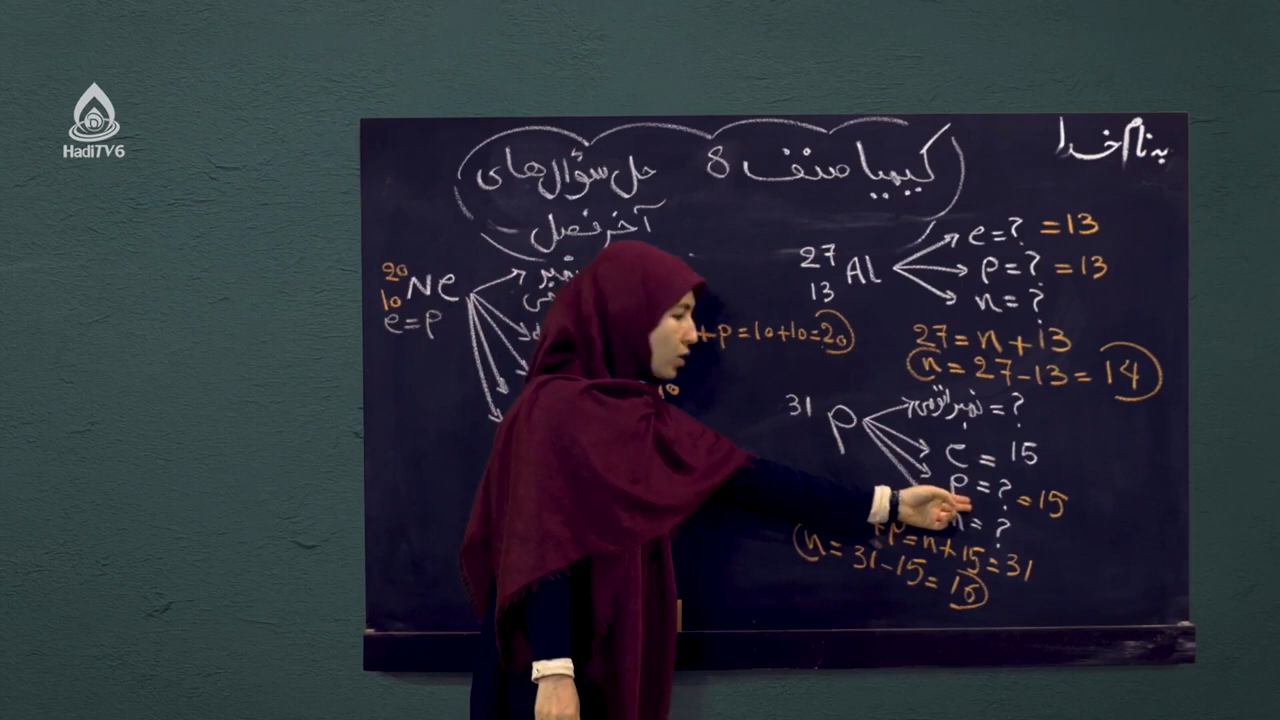 HadiTV6
به نام خدا
کیمیا صنف 8 حل سؤال های
آخر فصل
27 Al 13
e=? =13
p=? =13
n=?
27=n+13
n=27-13=14
31 P
نمبر اتومی=?
e=15
p=? =15
n=?
+p=n+15=31
n=31-15=16
20 Ne 10
e=p
نمبر
+p=10+10=20
10